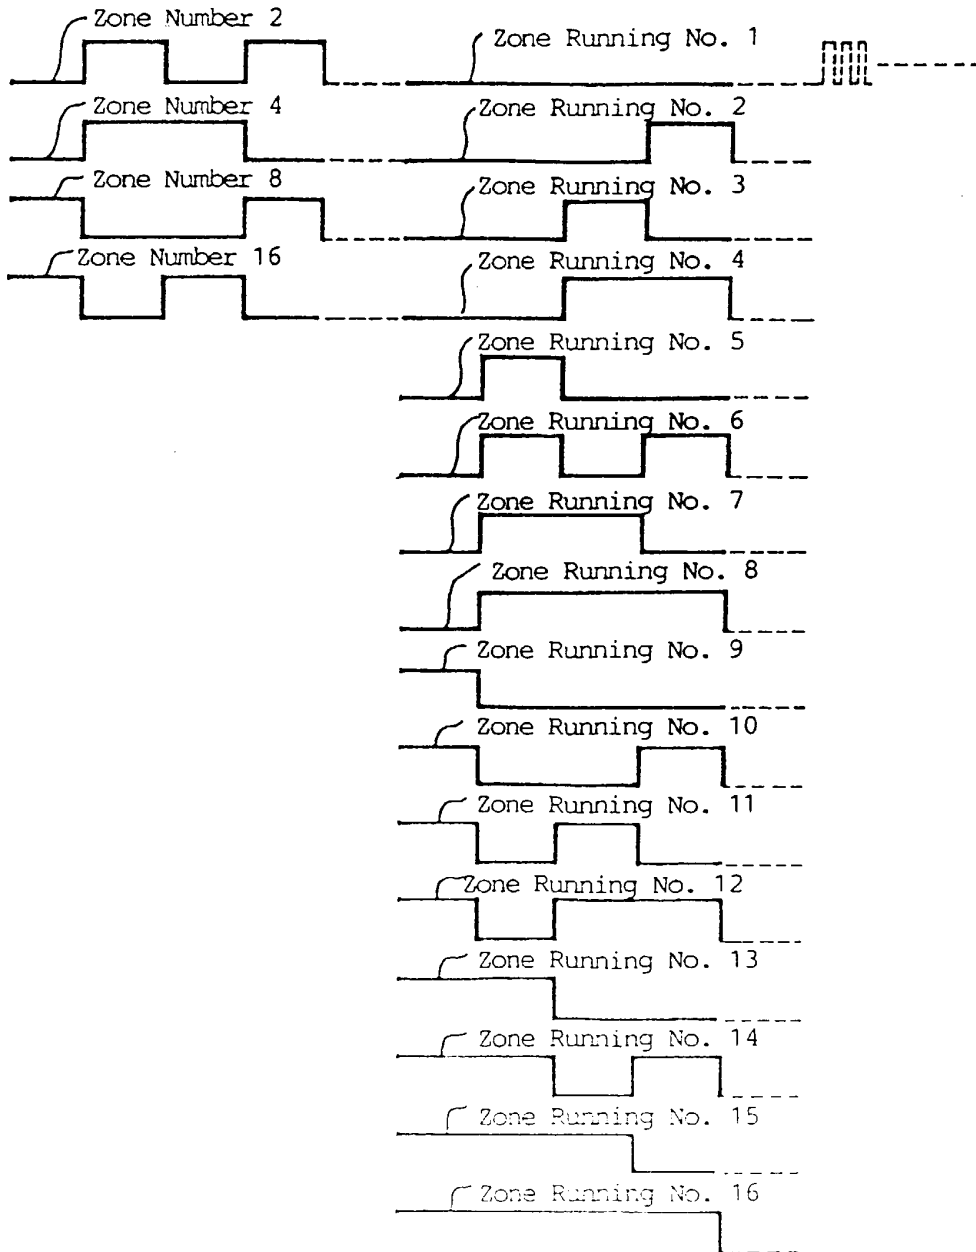 Zone Number 2
Zone Running No. 1
Zone Number 4
Zone Running No. 2
Zone Number 8
Zone Running No. 3
Zone Number 16
Zone Running No. 4
Zone Running No. 5
Zone Running No. 6
Zone Running No. 7
Zone Running No. 8
Zone Running No. 9
Zone Running No. 10
Zone Running No. 11
Zone Running No. 12
Zone Running No. 13
Zone Running No. 14
Zone Running No. 15
Zone Running No. 16